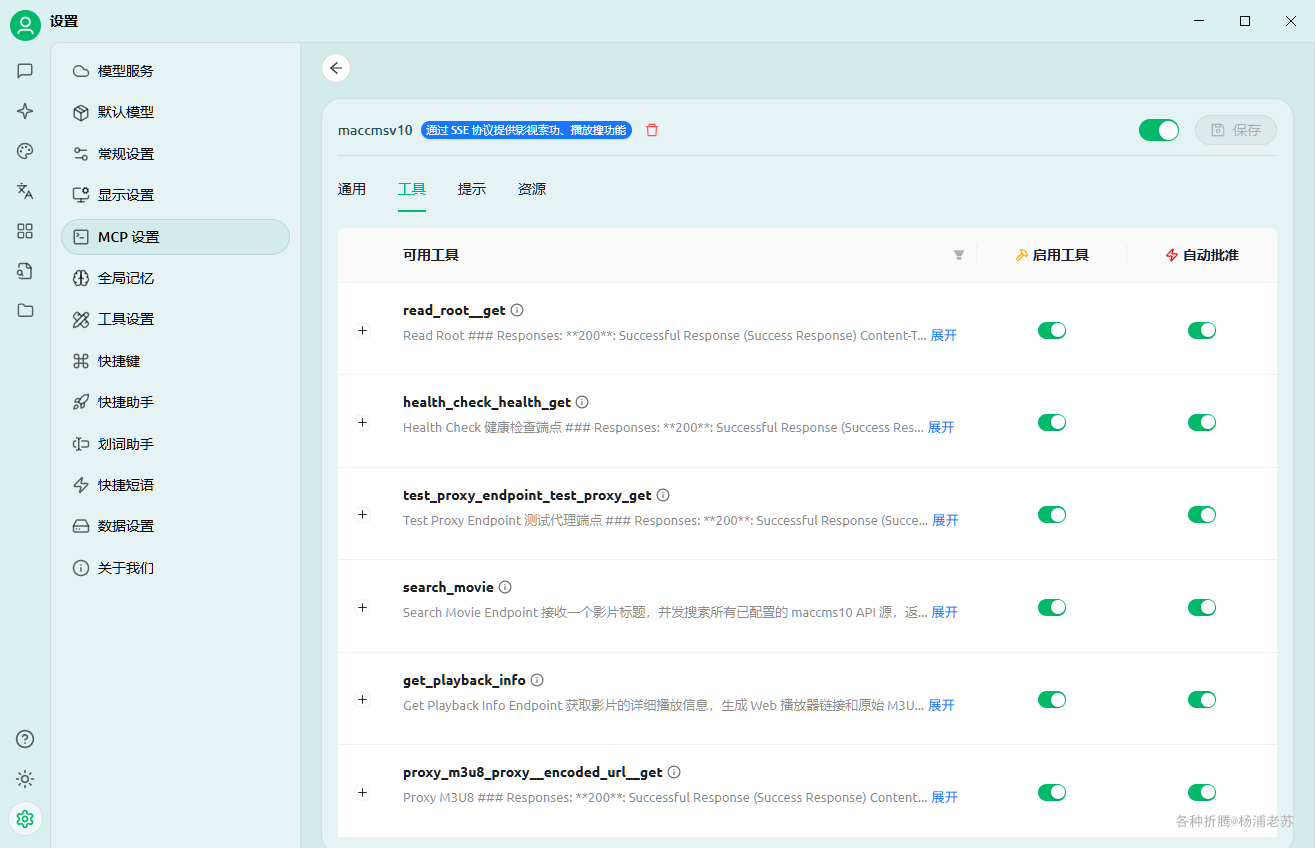 设置
模型服务
默认模型
常规设置
显示设置
MCP 设置
全局记忆
工具设置
快捷键
快捷助手
划词助手
快捷短语
数据设置
关于我们
maccmsv10 通过 SSE 协议提供影视索功、播放搜功能
保存
通用 工具 提示 资源
可用工具 启用工具 自动批准
read_root__get
Read Root ### Responses: **200**: Successful Response (Success Response) Content-T... 展开
health_check_health_get
Health Check 健康检查端点 ### Responses: **200**: Successful Response (Success Res... 展开
test_proxy_endpoint_test_proxy_get
Test Proxy Endpoint 测试代理端点 ### Responses: **200**: Successful Response (Succe... 展开
search_movie
Search Movie Endpoint 接收一个影片标题，并发搜索所有已配置的 maccms10 API 源，返... 展开
get_playback_info
Get Playback Info Endpoint 获取影片的详细播放信息，生成 Web 播放器链接和原始 M3U... 展开
proxy_m3u8_proxy__encoded_url__get
Proxy M3U8 ### Responses: **200**: Successful Response (Success Response) Content... 展开
各种折腾@杨浦老苏